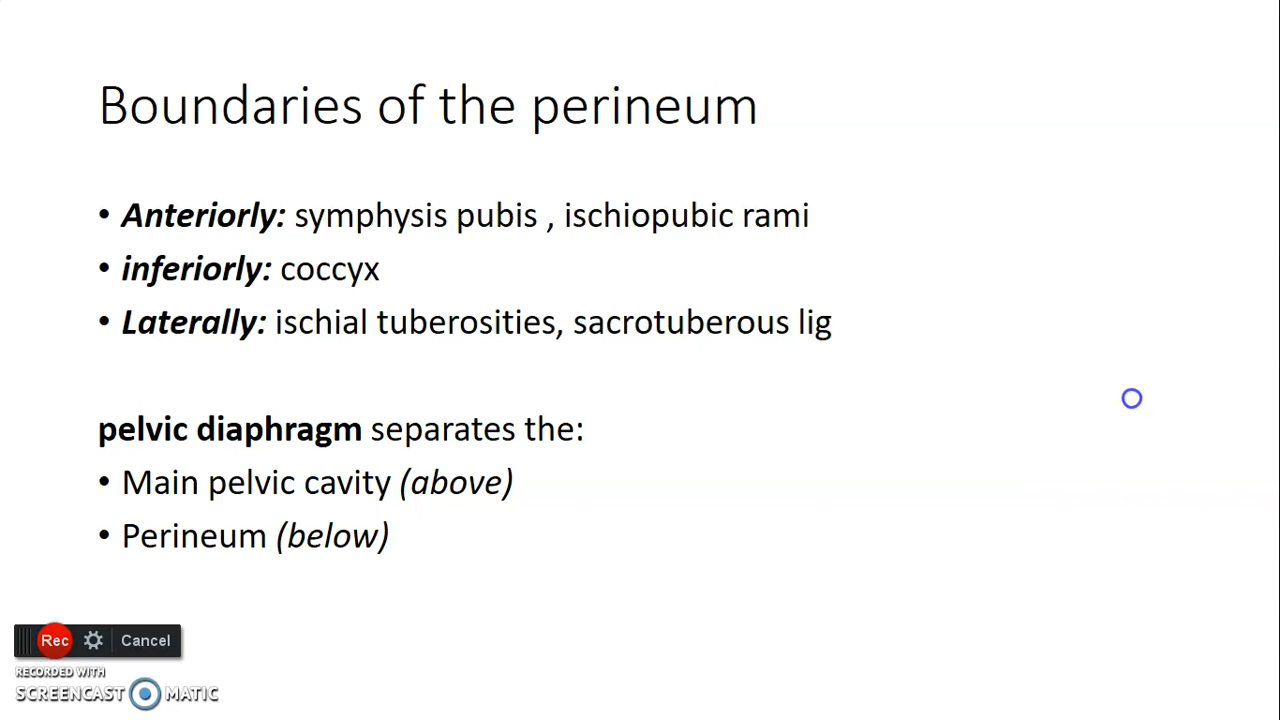 Boundaries of the perineum
• Anteriorly: symphysis pubis , ischiopubic rami
• inferiorly: coccyx
• Laterally: ischial tuberosities, sacrotuberous lig
pelvic diaphragm separates the:
• Main pelvic cavity (above)
• Perineum (below)
Rec Cancel
RECORDED WITH
SCREENCAST MATIC